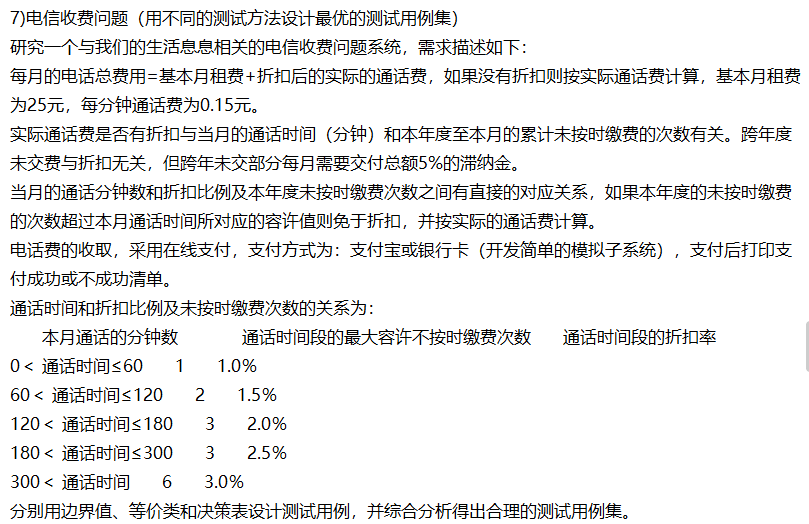 7)电信收费问题（用不同的测试方法设计最优的测试用例集）
研究一个与我们的生活息息相关的电信收费问题系统，需求描述如下：
每月的电话总费用=基本月租费+折扣后的实际的通话费，如果没有折扣则按实际通话费计算，基本月租费
为25元，每分钟通话费为0.15元。
实际通话费是否有折扣与当月的通话时间（分钟）和本年度至本月的累计未按时缴费的次数有关。跨年度
未交费与折扣无关，但跨年未交部分每月需要交付总额5%的滞纳金。
当月的通话分钟数和折扣比例及本年度未按时缴费次数之间有直接的对应关系，如果本年度的未按时缴费
的次数超过本月通话时间所对应的容许值则免于折扣，并按实际的通话费计算。
电话费的收取，采用在线支付，支付方式为：支付宝或银行卡（开发简单的模拟子系统），支付后打印支
付成功或不成功清单。
通话时间和折扣比例及未按时缴费次数的关系为：
本月通话的分钟数 通话时间段的最大容许不按时缴费次数 通话时间段的折扣率
0＜ 通话时间≤60 1 1.0%
60＜ 通话时间≤120 2 1.5%
120＜ 通话时间≤180 3 2.0%
180＜ 通话时间≤300 3 2.5%
300＜ 通话时间 6 3.0%
分别用边界值、等价类和决策表设计测试用例，并综合分析得出合理的测试用例集。